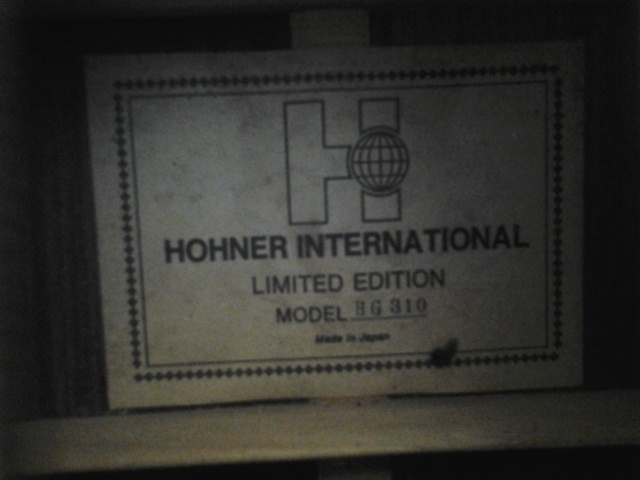 H
HOHNER INTERNATIONAL
LIMITED EDITION
MODEL HG 310
Made in Japan